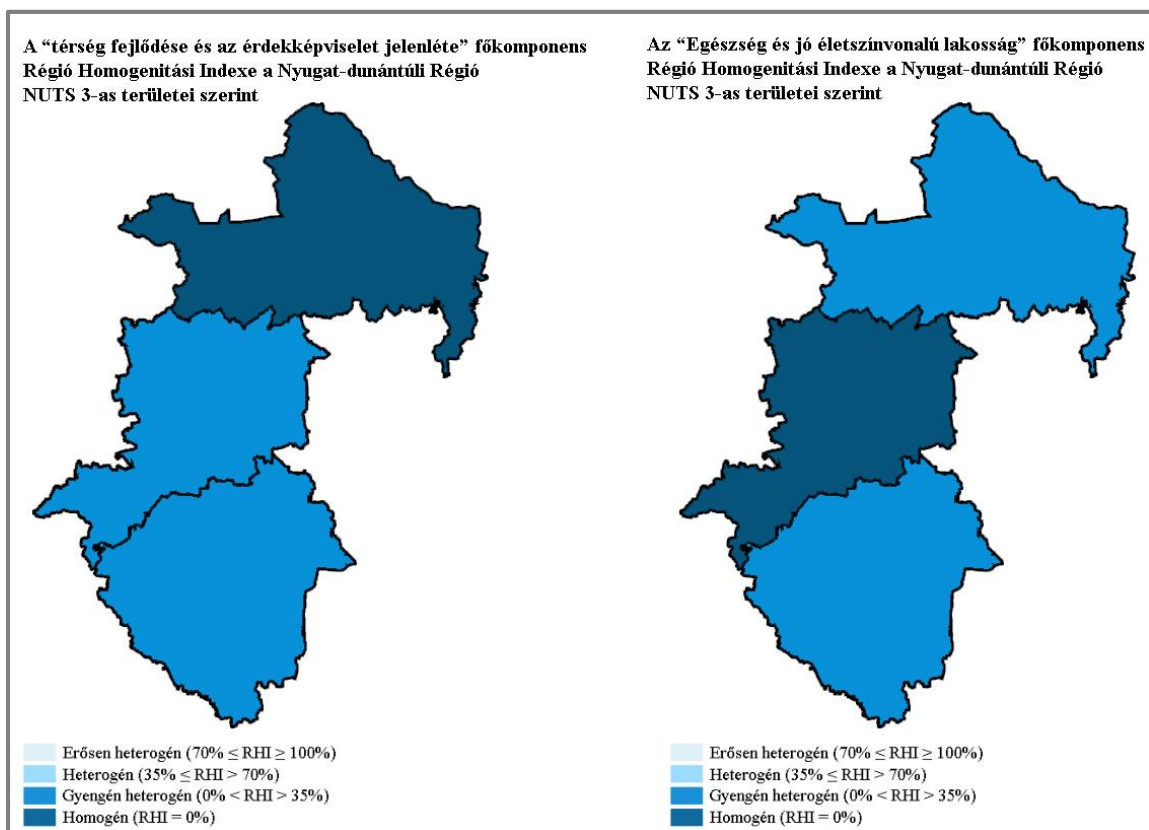 A “térség fejlődése és az érdekképviselet jelenléte” főkomponens
Régió Homogenitási Indexe a Nyugat-dunántúli Régió
NUTS 3-as területei szerint
Az “Egészség és jó életszínvonalú lakosság” főkomponens
Régió Homogenitási Indexe a Nyugat-dunántúli Régió
NUTS 3-as területei szerint
Erősen heterogén (70% ≤ RHI ≥ 100%)
Heterogén (35% ≤ RHI > 70%)
Gyengén heterogén (0% < RHI > 35%)
Homogén (RHI = 0%)
Erősen heterogén (70% ≤ RHI ≥ 100%)
Heterogén (35% ≤ RHI > 70%)
Gyengén heterogén (0% < RHI > 35%)
Homogén (RHI = 0%)